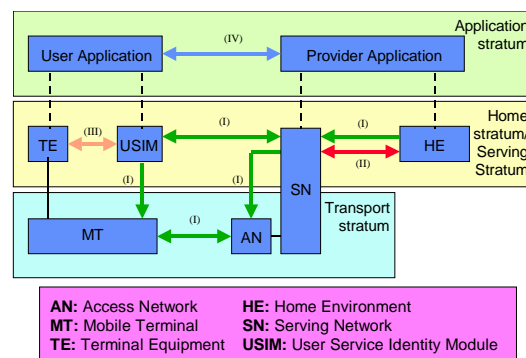 Application
stratum
User Application
(IV)
Provider Application
Home
stratum/
Serving
Stratum
TE
(III)
USIM
(I)
(I)
HE
(II)
(I)
(I)
SN
Transport
stratum
MT
(I)
AN
AN: Access Network
HE: Home Environment
MT: Mobile Terminal
SN: Serving Network
TE: Terminal Equipment
USIM: User Service Identity Module